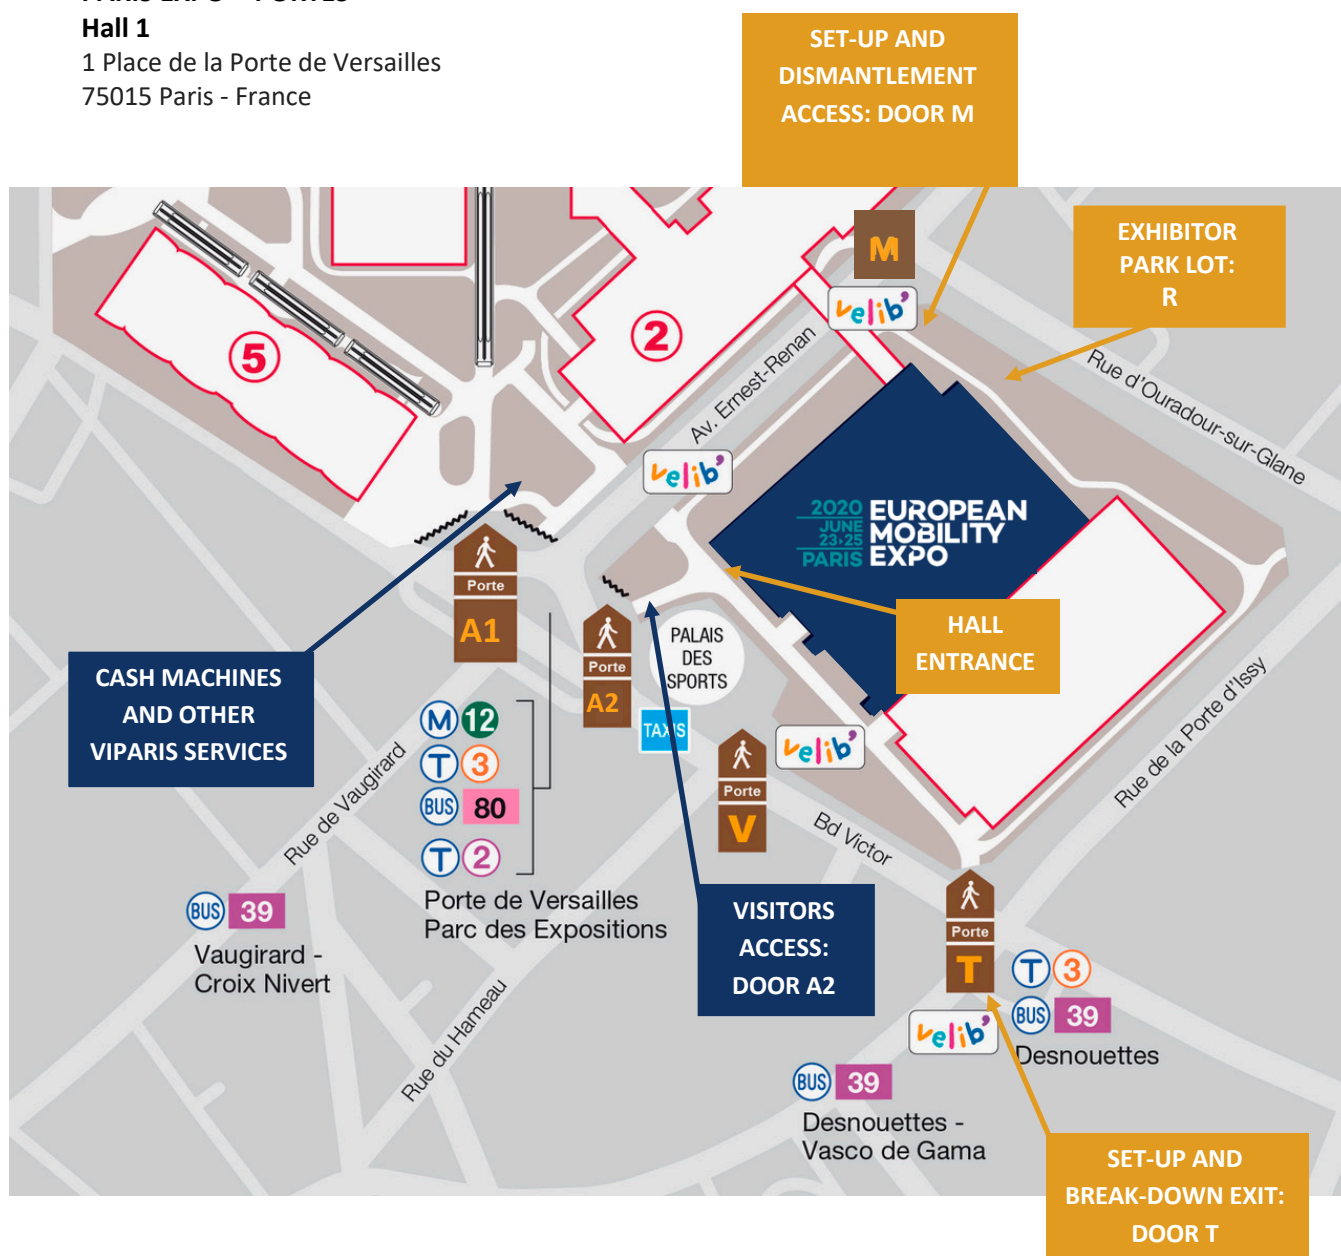 Hall 1
1 Place de la Porte de Versailles
75015 Paris - France
SET-UP AND
DISMANTLEMENT
ACCESS: DOOR M
EXHIBITOR
PARK LOT:
R
M
velib'
5
2
Av. Ernest-Renan
Rue d'Ouradour-sur-Glane
velib'
2020
JUNE
23>25
PARIS
EUROPEAN
MOBILITY
EXPO
Porte
A1
Porte
A2
PALAIS
DES
SPORTS
HALL
ENTRANCE
CASH MACHINES
AND OTHER
VIPARIS SERVICES
M 12
T 3
BUS 80
T 2
Porte de Versailles
Parc des Expositions
TAXIS
velib'
Porte
V
Rue de Vaugirard
Bd Victor
Rue de la Porte d'Issy
BUS 39
Vaugirard -
Croix Nivert
Rue du Hameau
VISITORS
ACCESS:
DOOR A2
Porte
T
T 3
BUS 39
Desnouettes
velib'
BUS 39
Desnouettes -
Vasco de Gama
SET-UP AND
BREAK-DOWN EXIT:
DOOR T